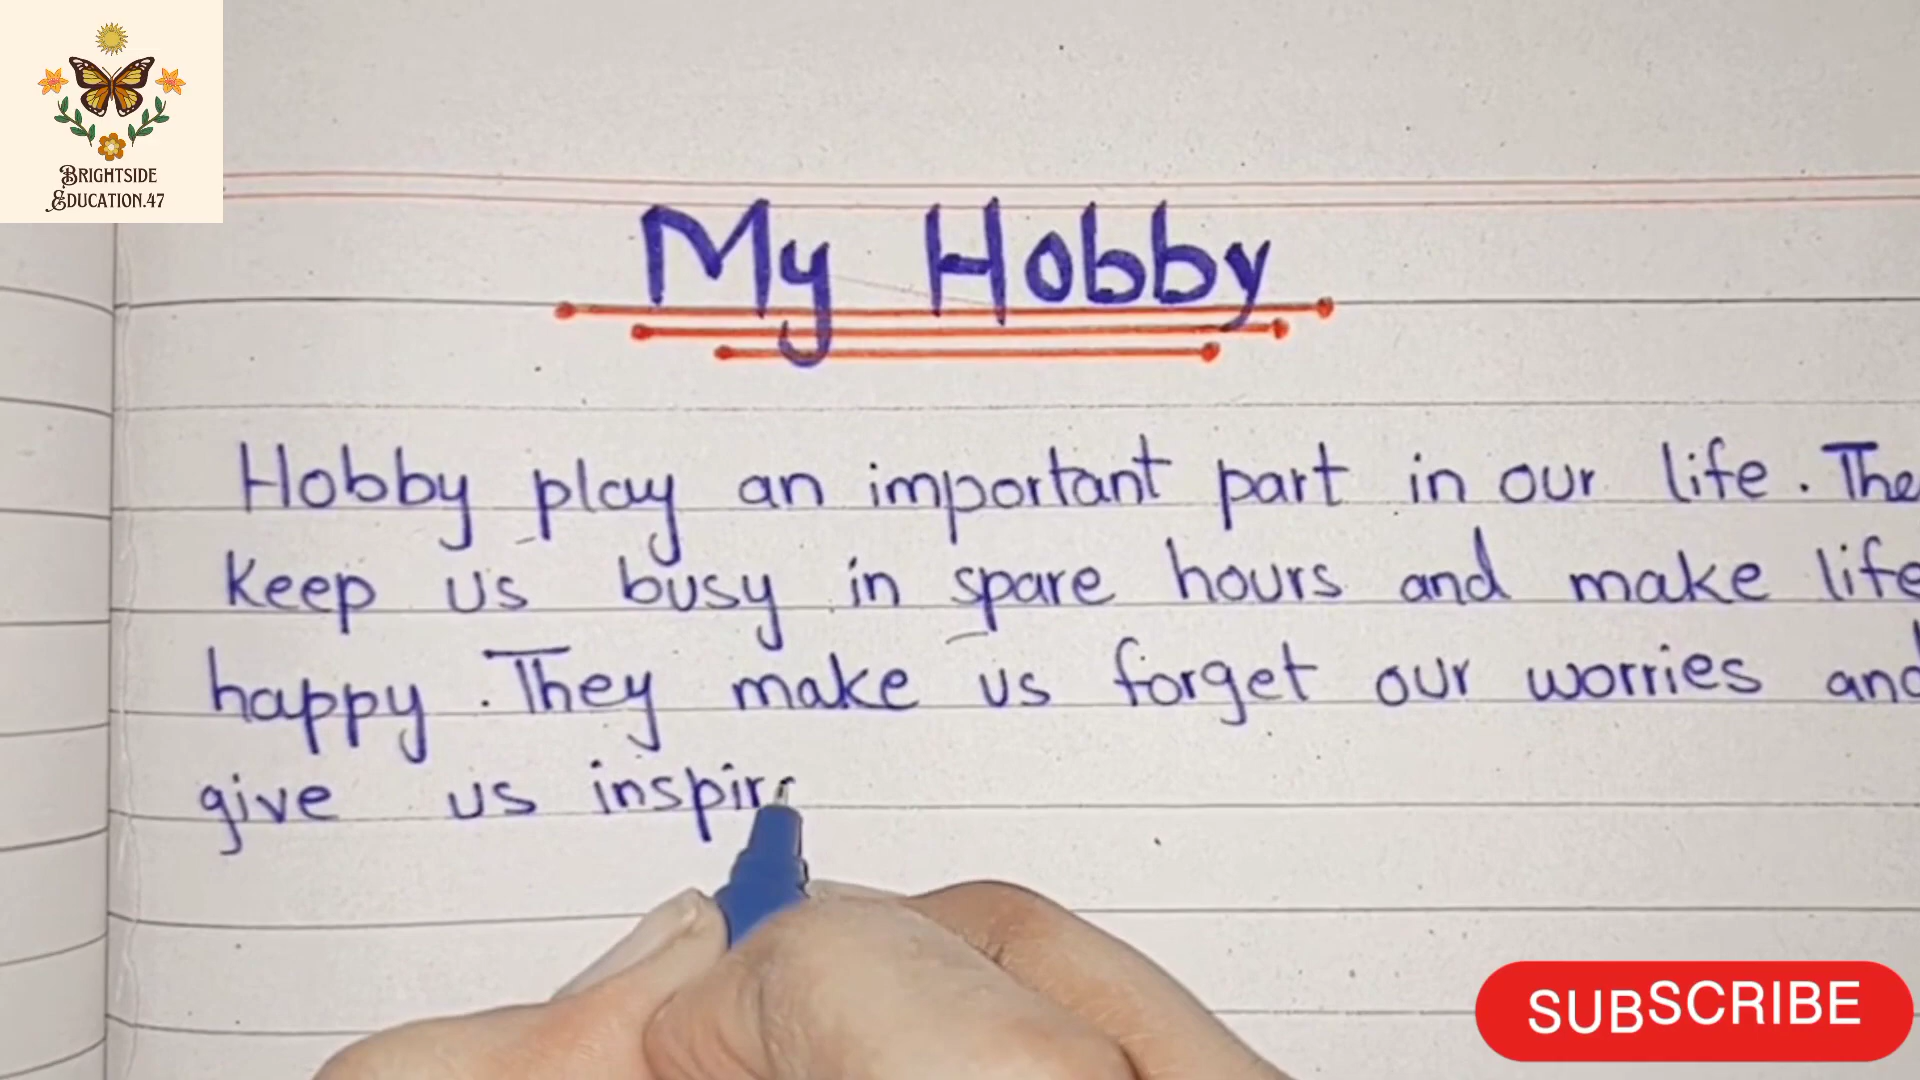 BRIGHTSIDE
EDUCATION.47
My Hobby
Hobby play an important part in our life. The
keep us busy in spare hours and make life
happy. They make us forget our worries and
give us inspir
SUBSCRIBE